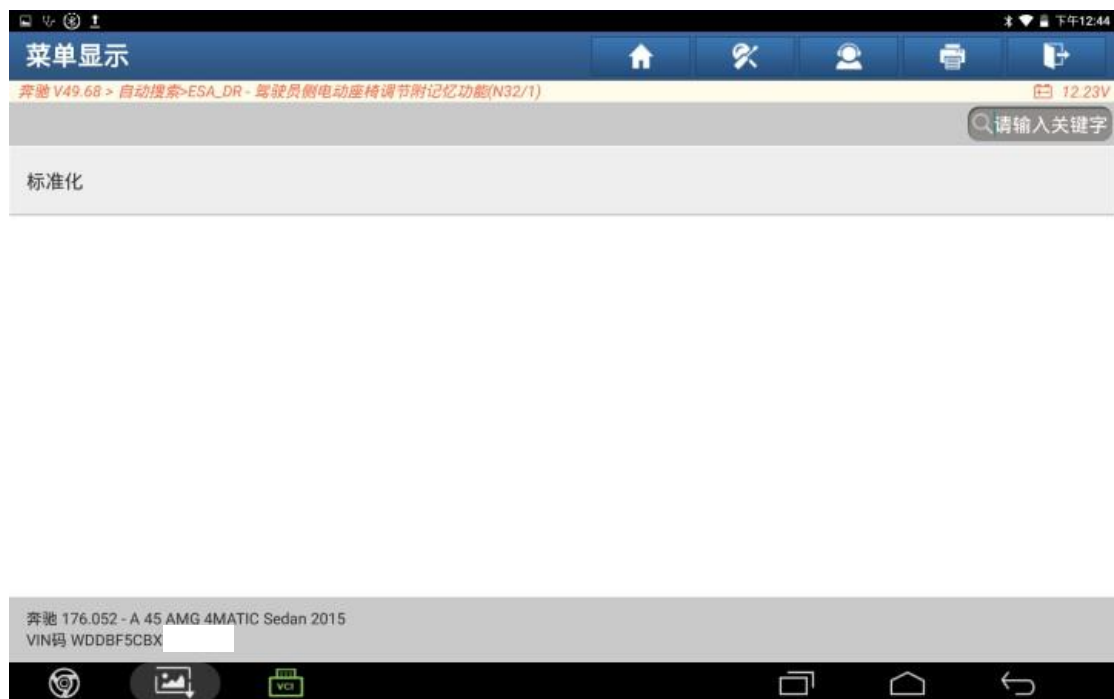 下午12:44
菜单显示
奔驰 V49.68 > 自动搜索>ESA_DR - 驾驶员侧电动座椅调节附记忆功能(N32/1)
12.23V
请输入关键字
标准化
奔驰 176.052 - A 45 AMG 4MATIC Sedan 2015
VIN码 WDDBF5CBX
VCI